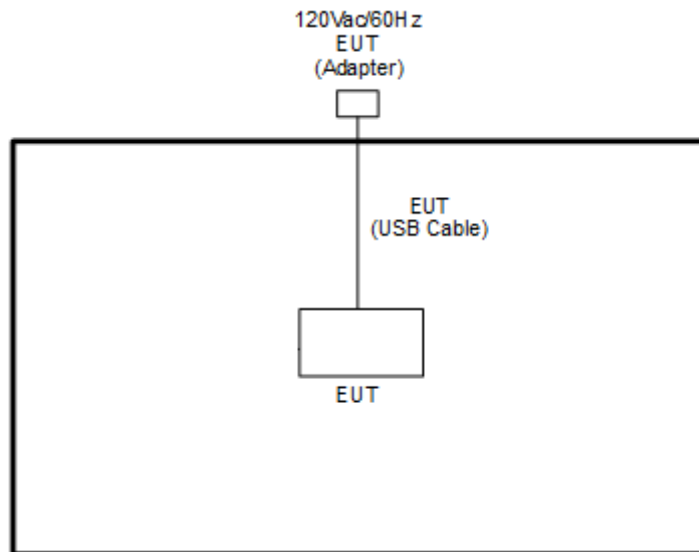 120Vac/60Hz
EUT
(Adapter)
EUT
(USB Cable)
EUT